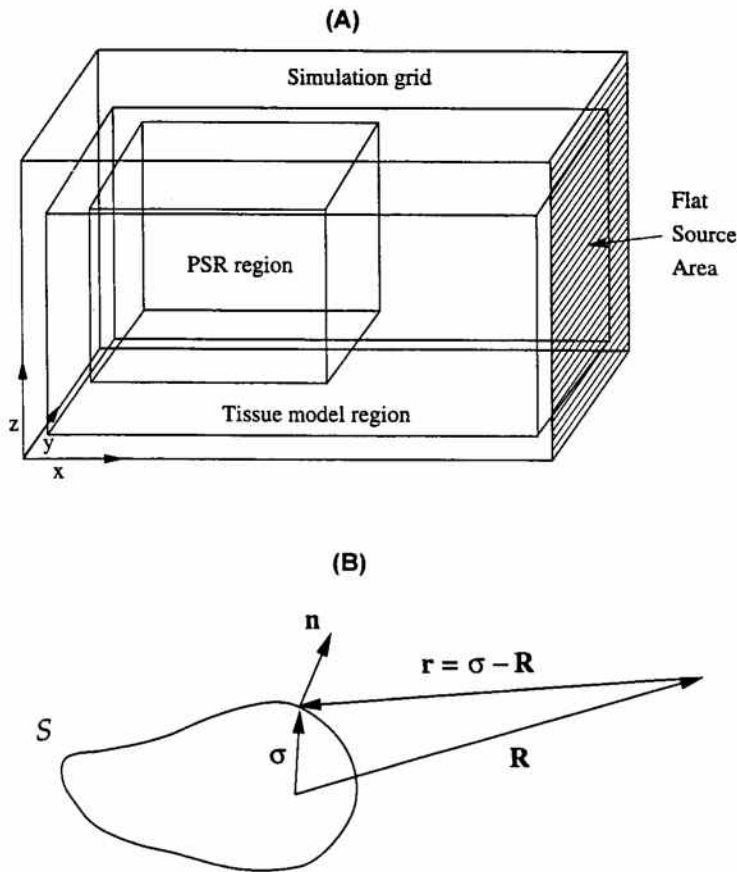 (A)
Simulation grid
Flat
Source
Area
PSR region
Tissue model region
z
y
x
(B)
n
r = σ – R
S
σ
R